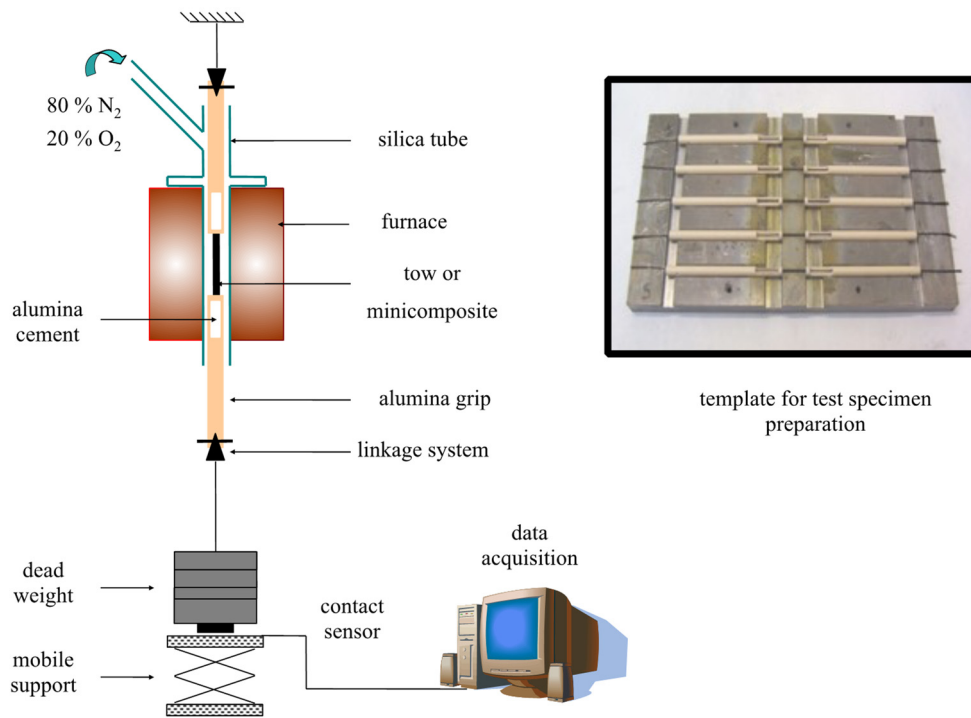 80 % N₂
20 % O₂
silica tube
furnace
tow or
minicomposite
alumina
cement
alumina grip
linkage system
template for test specimen
preparation
data
acquisition
dead
weight
contact
sensor
mobile
support